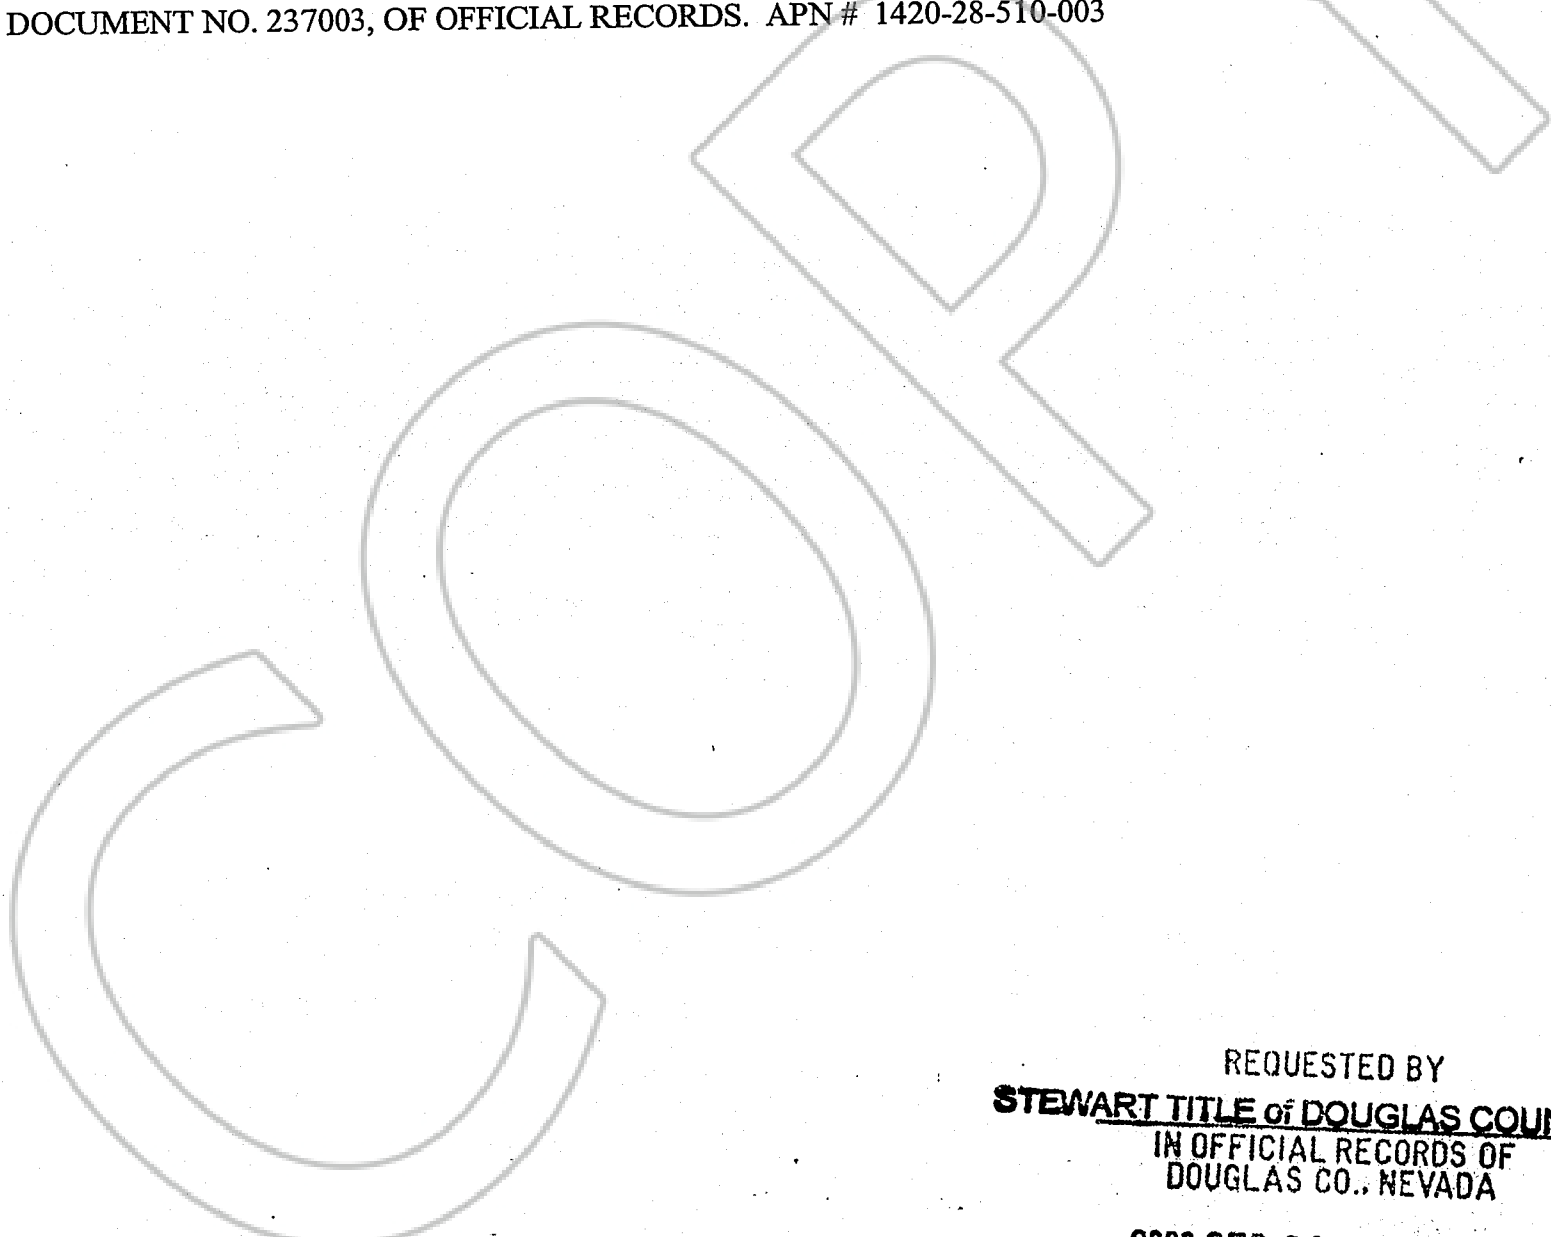 DOCUMENT NO. 237003, OF OFFICIAL RECORDS. APN # 1420-28-510-003
COPY
REQUESTED BY
STEWART TITLE of DOUGLAS
IN OFFICIAL RECORDS OF
DOUGLAS CO., NEVADA